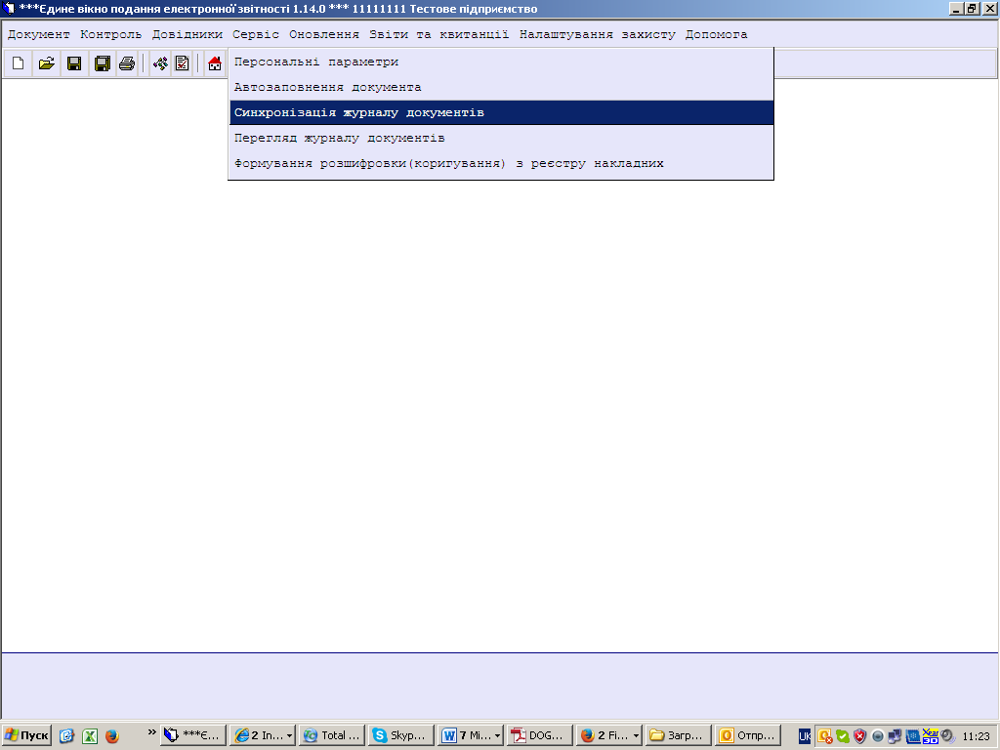 ***Єдине вікно подання електронної звітності 1.14.0 *** 11111111 Тестове підприємство
Документ Контроль Довідники Сервіс Оновлення Звіти та квитанції Налаштування захисту Допомога
Персональні параметри
Автозаповнення документа
Синхронізація журналу документів
Перегляд журналу документів
Формування розшифровки(коригування) з реєстру накладних
Пуск » ***Є... 2 In... Total ... Skyp... 7 Mi... DOG... 2 Fi... Загр... Отпр... UK 11:23